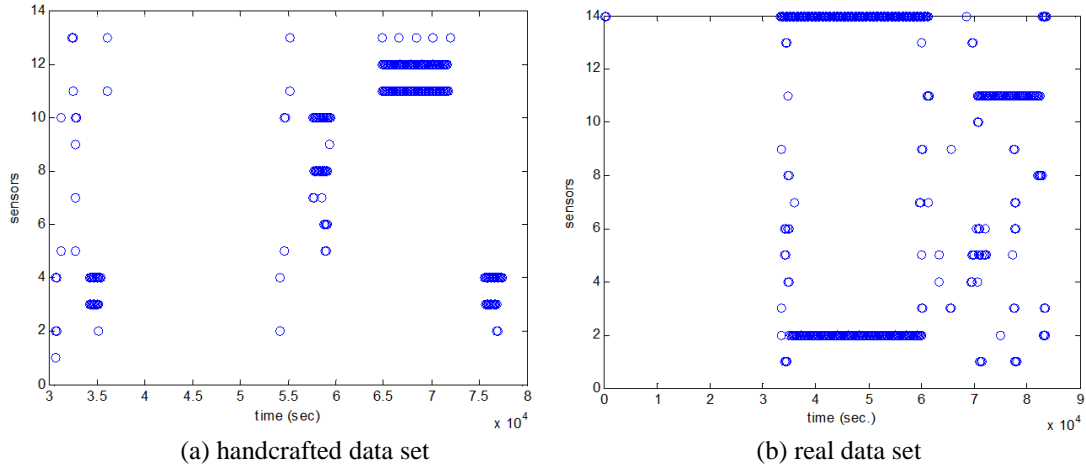 14
12
10
8
6
4
2
0
sensors
3 3.5 4 4.5 5 5.5 6 6.5 7 7.5 8
time (sec)
x 10^4
(a) handcrafted data set
14
12
10
8
6
4
2
0
sensors
0 1 2 3 4 5 6 7 8 9
time (sec.)
x 10^4
(b) real data set